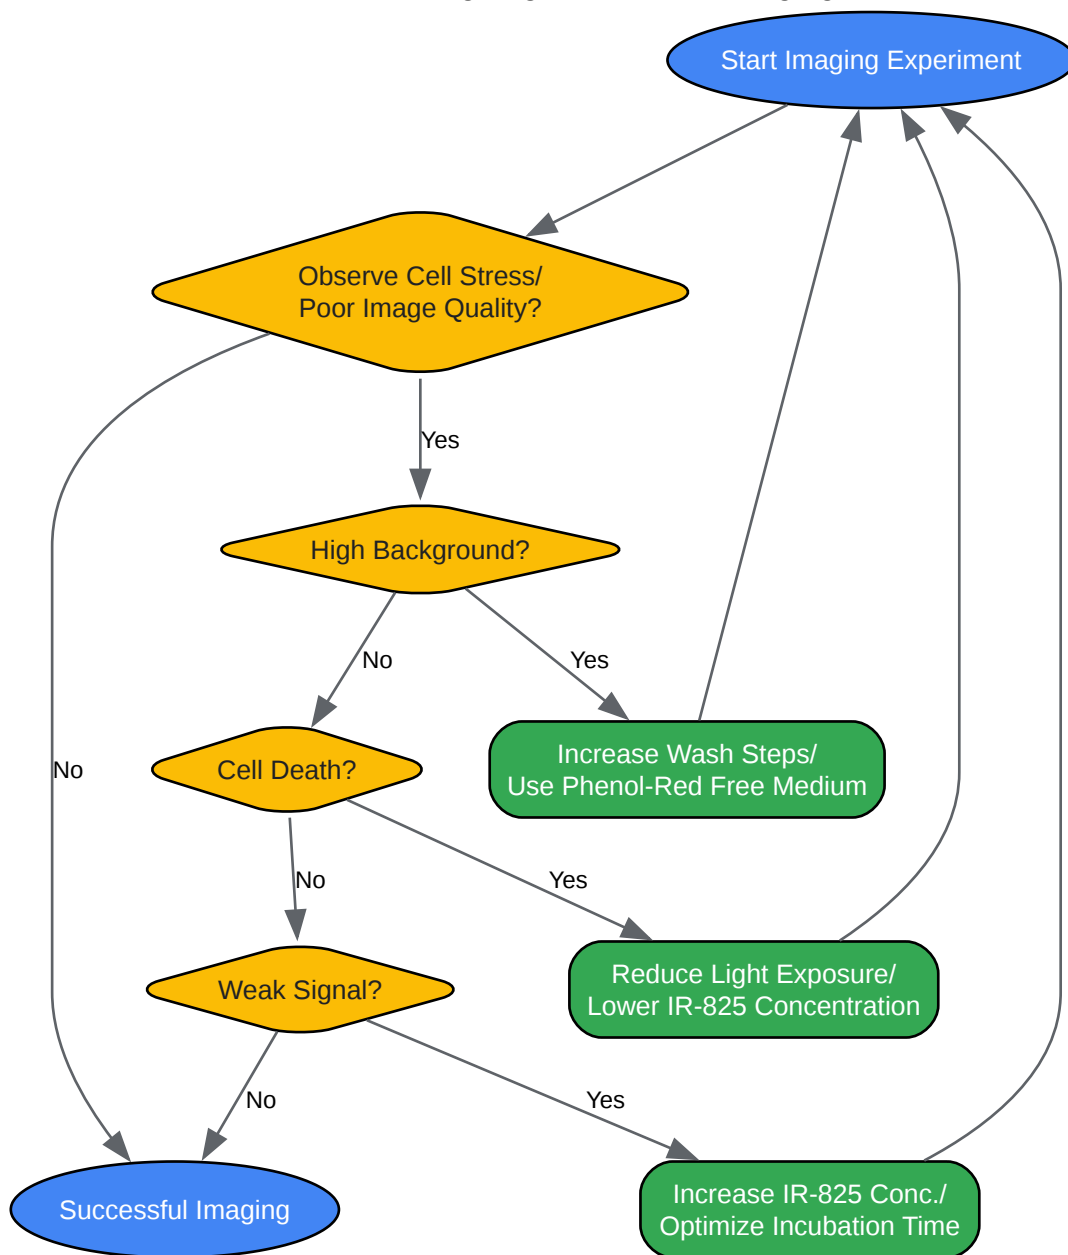 Start Imaging Experiment
Observe Cell Stress/
Poor Image Quality?
Yes
High Background?
No
Yes
Increase Wash Steps/
Use Phenol-Red Free Medium
No
Cell Death?
No
Yes
Weak Signal?
Reduce Light Exposure/
Lower IR-825 Concentration
No
Yes
Successful Imaging
Increase IR-825 Conc./
Optimize Incubation Time